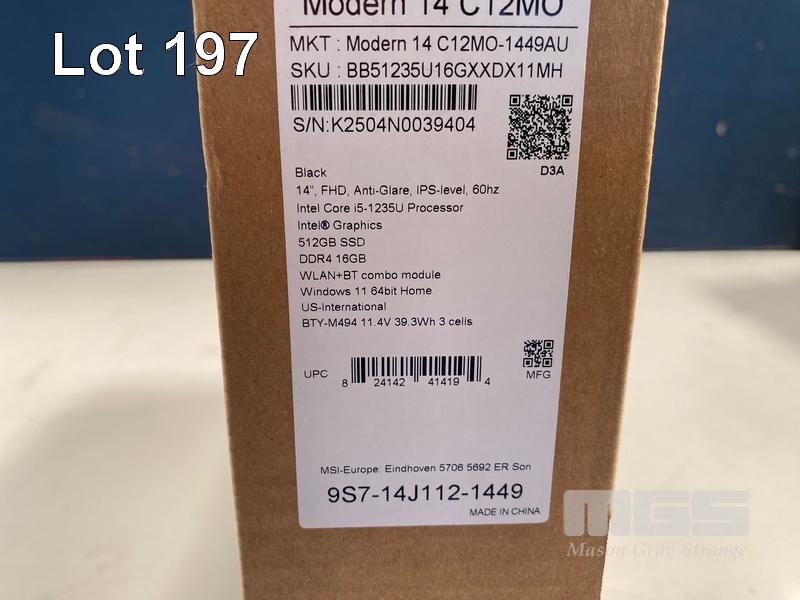 Lot 197
Modern 14 C12MO
MKT : Modern 14 C12MO-1449AU
SKU : BB51235U16GXXDX11MH
S/N:K2504N0039404
D3A
Black
14", FHD, Anti-Glare, IPS-level, 60hz
Intel Core i5-1235U Processor
Intel® Graphics
512GB SSD
DDR4 16GB
WLAN+BT combo module
Windows 11 64bit Home
US-International
BTY-M494 11.4V 39.3Wh 3 cells
UPC
8 24142 41419 4
MFG
MSI-Europe: Eindhoven 5706 5692 ER Son
9S7-14J112-1449
MADE IN CHINA
MGS
Mason Gray Strange